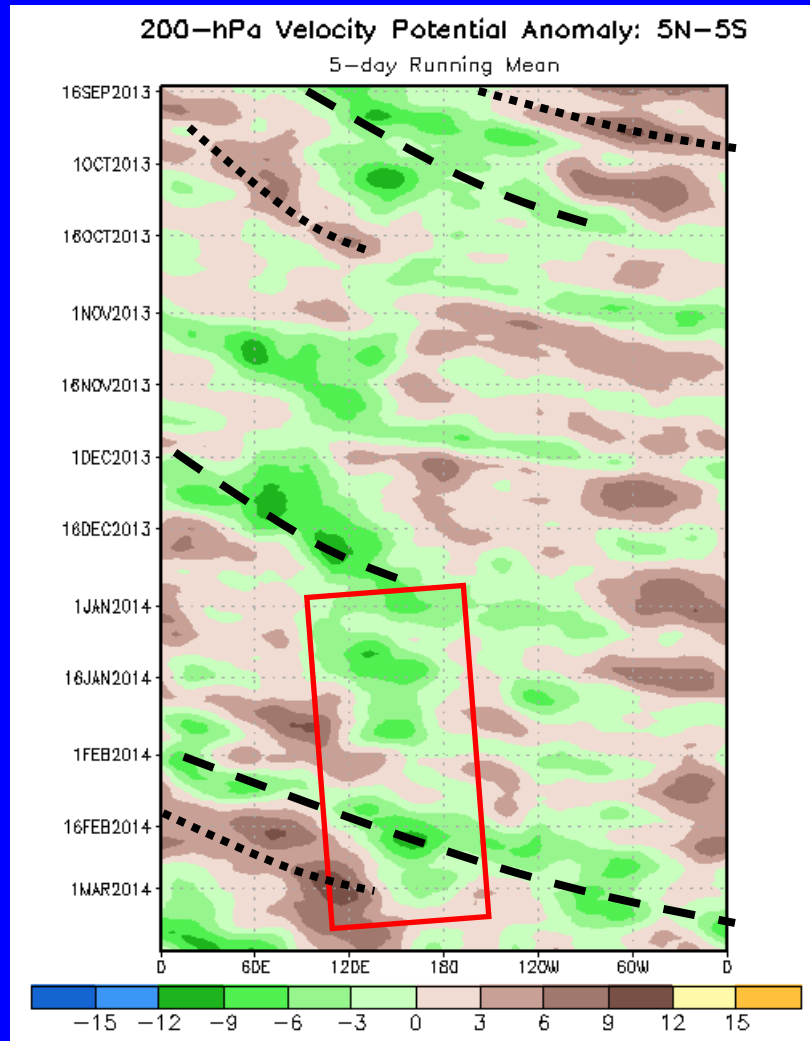 200-hPa Velocity Potential Anomaly: 5N-5S
5-day Running Mean
16SEP2013
1OCT2013
16OCT2013
1NOV2013
16NOV2013
1DEC2013
16DEC2013
1JAN2014
16JAN2014
1FEB2014
16FEB2014
1MAR2014
0 60E 120E 180 120W 60W 0
-15 -12 -9 -6 -3 0 3 6 9 12 15